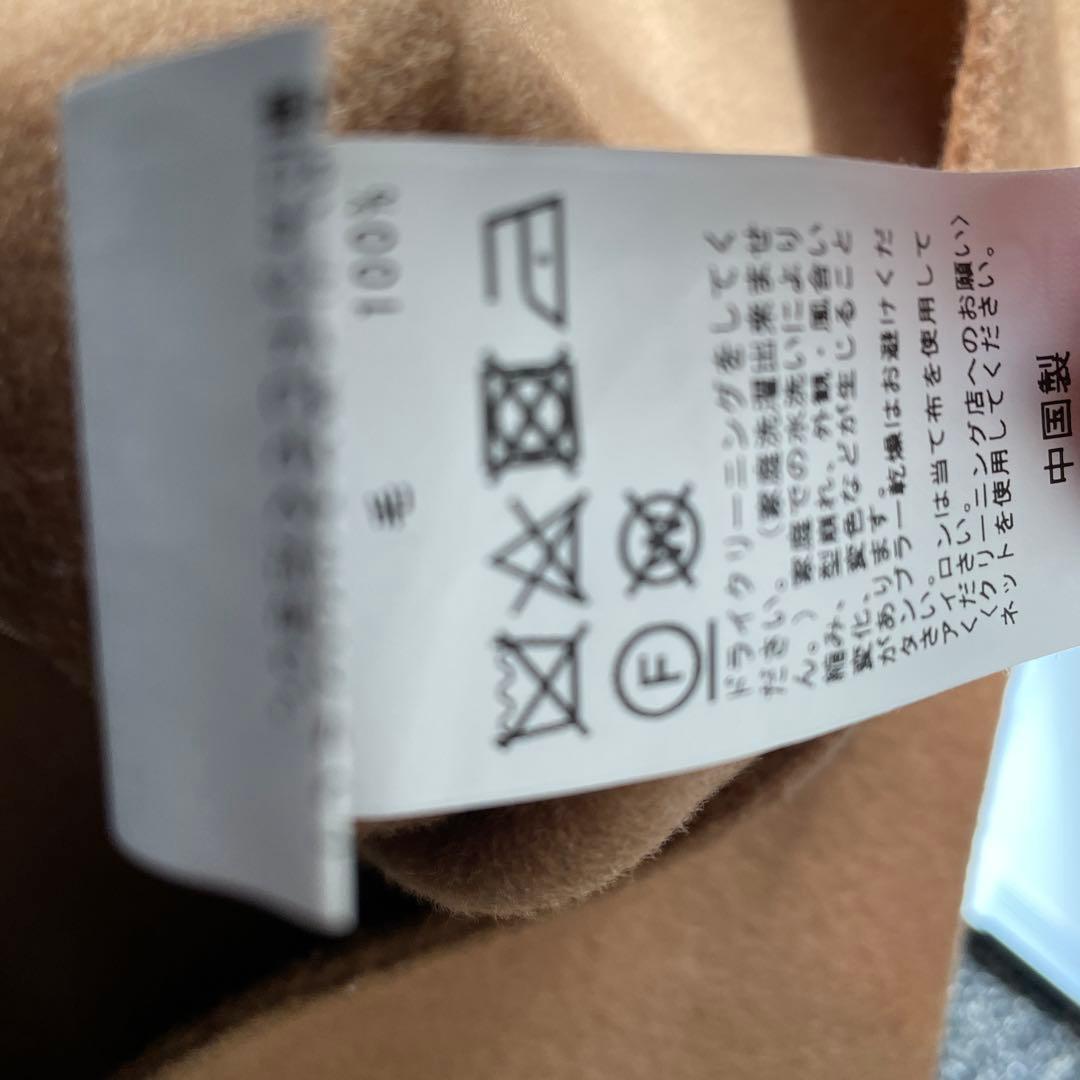 毛 100%
F W
ドライクリーニングをしてく
ださい。（家庭洗濯出来ませ
ん。）家庭での水洗いにより
縮み、型崩れ、外観・風合い
変化、変色などが生じること
があります。
タンブラー乾燥はお避けくだ
さい。
アイロンは当て布を使用して
ください。
<クリーニング店へのお願い>
ネットを使用してください。
中国製